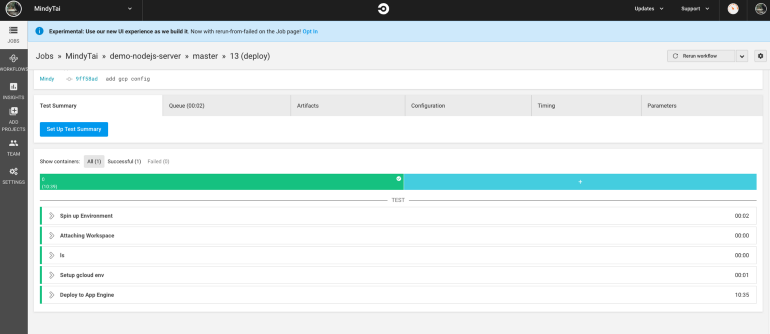 MindyTai
Updates
Support
Experimental: Use our new UI experience as we build it. Now with rerun-from-failed on the Job page! Opt In
JOBS
WORKFLOWS
INSIGHTS
ADD
PROJECTS
TEAM
SETTINGS
Jobs » MindyTai » demo-nodejs-server » master » 13 (deploy)
Rerun workflow
Mindy 9ff58ad add gcp config
Test Summary
Queue (00:02)
Artifacts
Configuration
Timing
Parameters
Set Up Test Summary
Show containers: All (1) Successful (1) Failed (0)
0
(10:39)
+
TEST
Spin up Environment 00:02
Attaching Workspace 00:00
ls 00:00
Setup gcloud env 00:01
Deploy to App Engine 10:35